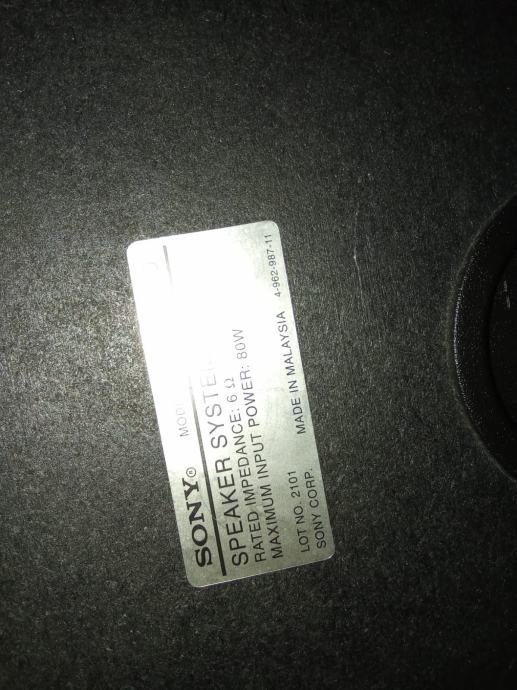 SONY®
SPEAKER SYSTEM
RATED IMPEDANCE: 6 Ω
MAXIMUM INPUT POWER: 80W
LOT NO. 2101 MADE IN MALAYSIA 4-962-987-11
SONY CORP.